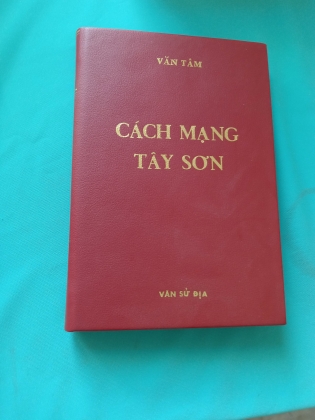 VĂN TÂM
CÁCH MẠNG
TÂY SƠN
VĂN SỬ ĐỊA